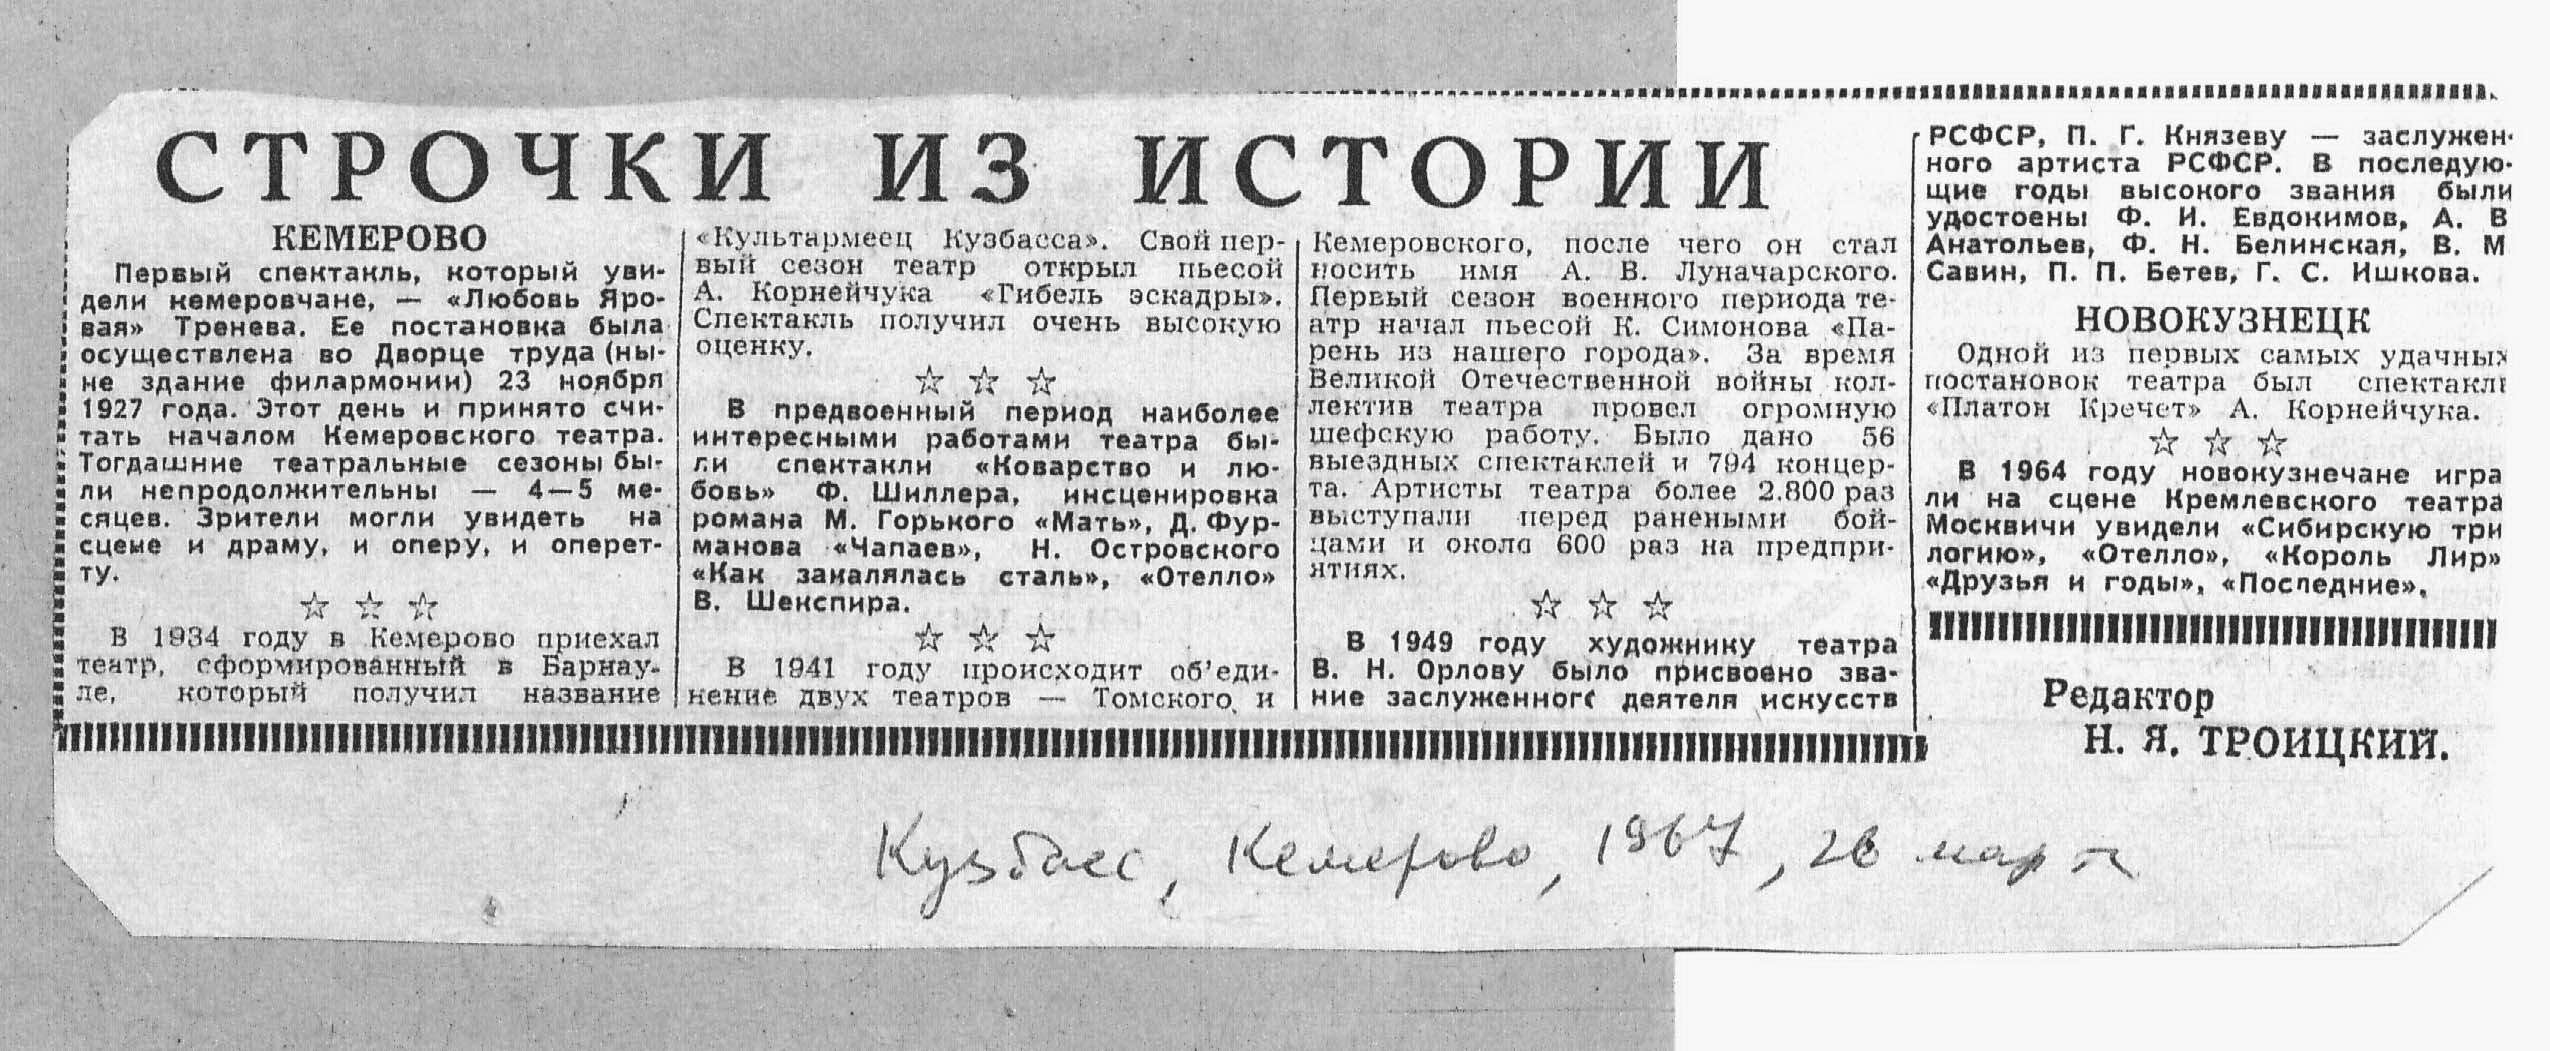 СТРОЧКИ ИЗ ИСТОРИИ
КЕМЕРОВО
Первый спектакль, который уви-
дели кемеровчане, — «Любовь Яро-
вая» Тренева. Ее постановка была
осуществлена во Дворце труда (ны-
не здание филармонии) 23 ноября
1927 года. Этот день и принято счи-
тать началом Кемеровского театра.
Тогдашние театральные сезоны бы-
ли непродолжительны — 4—5 ме-
сяцев. Зрители могли увидеть на
сцене и драму, и оперу, и оперет-
ту.
☆ ☆ ☆
В 1934 году в Кемерово приехал
театр, сформированный в Барнау-
ле, который получил название
«Культармеец Кузбасса». Свой пер-
вый сезон театр открыл пьесой
А. Корнейчука «Гибель эскадры».
Спектакль получил очень высокую
оценку.
☆ ☆ ☆
В предвоенный период наиболее
интересными работами театра бы-
ли спектакли «Коварство и лю-
бовь» Ф. Шиллера, инсценировка
романа М. Горького «Мать», Д. Фур-
манова «Чапаев», Н. Островского
«Как закалялась сталь», «Отелло»
В. Шекспира.
☆ ☆ ☆
В 1941 году происходит об'еди-
нение двух театров — Томского и
Кемеровского, после чего он стал
носить имя А. В. Луначарского.
Первый сезон военного периода те-
атр начал пьесой К. Симонова «Па-
рень из нашего города». За время
Великой Отечественной войны кол-
лектив театра провел огромную
шефскую работу. Было дано 56
выездных спектаклей и 794 концер-
та. Артисты театра более 2.800 раз
выступали перед ранеными бой-
цами и около 600 раз на предпри-
ятиях.
☆ ☆ ☆
В 1949 году художнику театра
В. Н. Орлову было присвоено зва-
ние заслуженного деятеля искусств
РСФСР, П. Г. Князеву — заслужен-
ного артиста РСФСР. В последую-
щие годы высокого звания были
удостоены Ф. И. Евдокимов, А. В
Анатольев, Ф. Н. Белинская, В. М
Савин, П. П. Бетев, Г. С. Ишкова.
НОВОКУЗНЕЦК
Одной из первых самых удачных
постановок театра был спектакль
«Платон Кречет» А. Корнейчука.
☆ ☆ ☆
В 1964 году новокузнечане игра
ли на сцене Кремлевского театра
Москвичи увидели «Сибирскую три
логию», «Отелло», «Король Лир»
«Друзья и годы», «Последние».
Редактор
Н. Я. ТРОИЦКИЙ.
Кузбасс, Кемерово, 1967, 26 марта